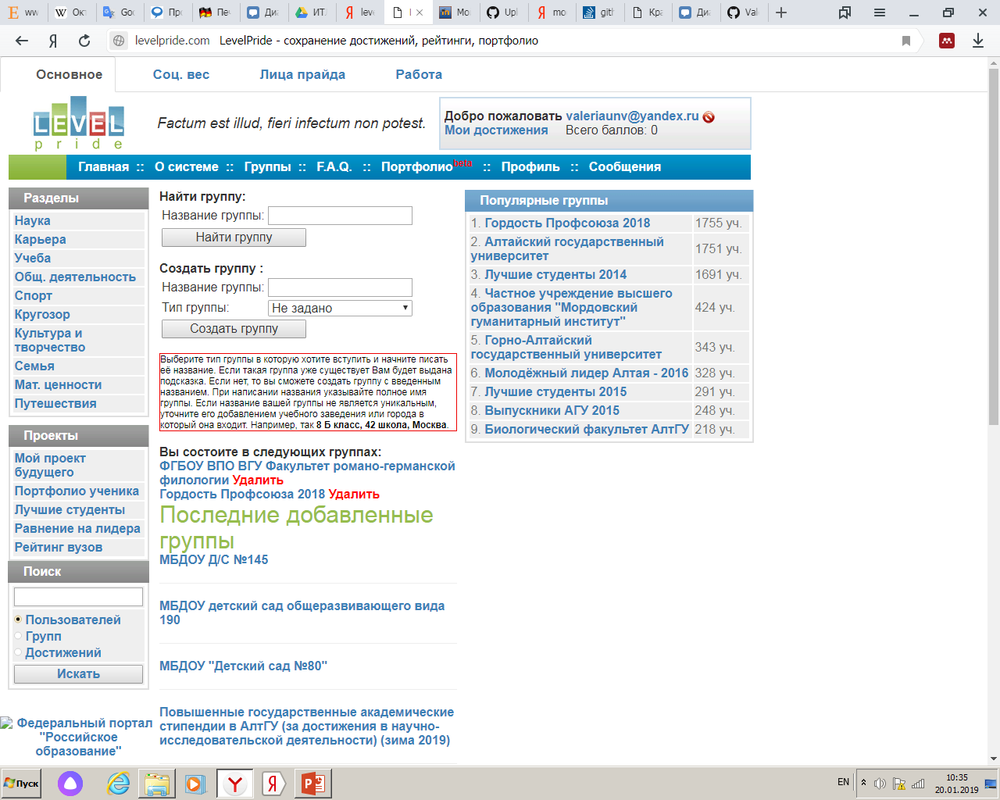 ww
Окт
Goo
Про
Печ
Диа
ИТ.
leve
Мо
Upl
mo
gith
Кра
Диа
Val
levelpride.com LevelPride - сохранение достижений, рейтинги, портфолио
Основное
Соц. вес
Лица прайда
Работа
LEVEL
pride
Factum est illud, fieri infectum non potest.
Добро пожаловать valeriaunv@yandex.ru
Мои достижения Всего баллов: 0
Главная :: О системе :: Группы :: F.A.Q. :: Портфолиоbeta :: Профиль :: Сообщения
Разделы
Наука
Карьера
Учеба
Общ. деятельность
Спорт
Кругозор
Культура и
творчество
Семья
Мат. ценности
Путешествия
Проекты
Мой проект
будущего
Портфолио ученика
Лучшие студенты
Равнение на лидера
Рейтинг вузов
Поиск
Пользователей
Групп
Достижений
Искать
Федеральный портал
"Российское
образование"
Найти группу:
Название группы:
Найти группу
Создать группу :
Название группы:
Тип группы: Не задано
Создать группу
Выберите тип группы в которую хотите вступить и начните писать
её название. Если такая группа уже существует Вам будет выдана
подсказка. Если нет, то вы сможете создать группу с введенным
названием. При написании названия указывайте полное имя
группы. Если название вашей группы не является уникальным,
уточните его добавлением учебного заведения или города в
который она входит. Например, так 8 Б класс, 42 школа, Москва.
Вы состоите в следующих группах:
ФГБОУ ВПО ВГУ Факультет романо-германской
филологии Удалить
Гордость Профсоюза 2018 Удалить
Последние добавленные
группы
МБДОУ Д/С №145
МБДОУ детский сад общеразвивающего вида
190
МБДОУ "Детский сад №80"
Повышенные государственные академические
стипендии в АлтГУ (за достижения в научно-
исследовательской деятельности) (зима 2019)
Популярные группы
1. Гордость Профсоюза 2018 1755 уч.
2. Алтайский государственный
университет 1751 уч.
3. Лучшие студенты 2014 1691 уч.
4. Частное учреждение высшего
образования "Мордовский
гуманитарный институт" 424 уч.
5. Горно-Алтайский
государственный университет 343 уч.
6. Молодёжный лидер Алтая - 2016 328 уч.
7. Лучшие студенты 2015 291 уч.
8. Выпускники АГУ 2015 248 уч.
9. Биологический факультет АлтГУ 218 уч.
Пуск
EN
10:35
20.01.2019